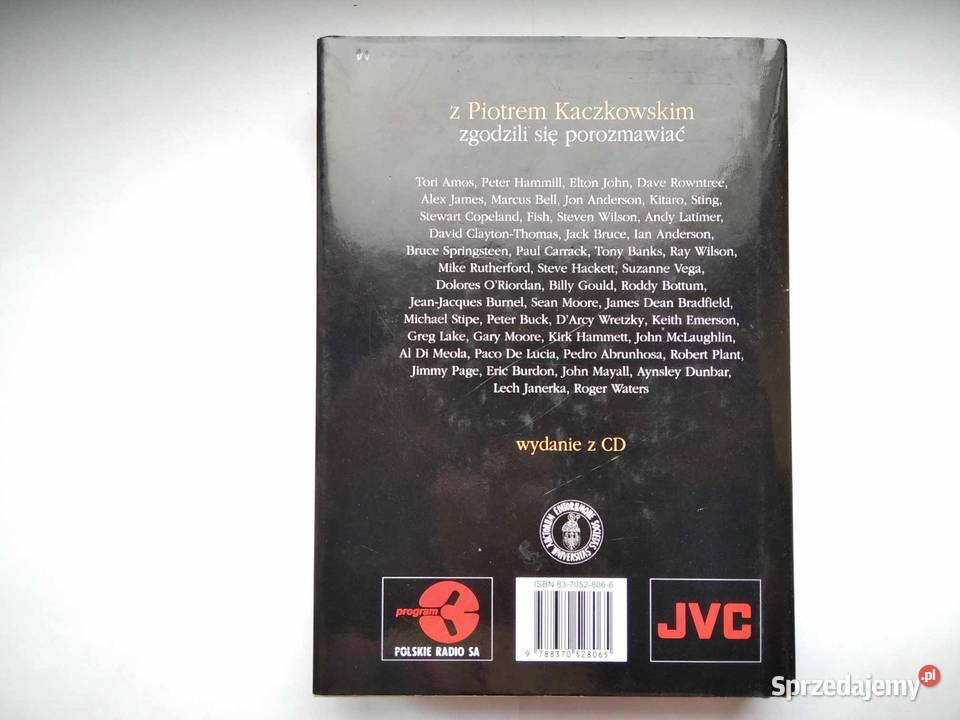 z Piotrem Kaczkowskim
zgodzili się porozmawiać
Tori Amos, Peter Hammill, Elton John, Dave Rowntree,
Alex James, Marcus Bell, Jon Anderson, Kitaro, Sting,
Stewart Copeland, Fish, Steven Wilson, Andy Latimer,
David Clayton-Thomas, Jack Bruce, Ian Anderson,
Bruce Springsteen, Paul Carrack, Tony Banks, Ray Wilson,
Mike Rutherford, Steve Hackett, Suzanne Vega,
Dolores O'Riordan, Billy Gould, Roddy Bottum,
Jean-Jacques Burnel, Sean Moore, James Dean Bradfield,
Michael Stipe, Peter Buck, D'Arcy Wretzky, Keith Emerson,
Greg Lake, Gary Moore, Kirk Hammett, John McLaughlin,
Al Di Meola, Paco De Lucia, Pedro Abrunhosa, Robert Plant,
Jimmy Page, Eric Burdon, John Mayall, Aynsley Dunbar,
Lech Janerka, Roger Waters
wydanie z CD
program
POLSKIE RADIO SA
ISBN 83-7052-806-6
9 788370 528065
JVC
Sprzedajemy.pl